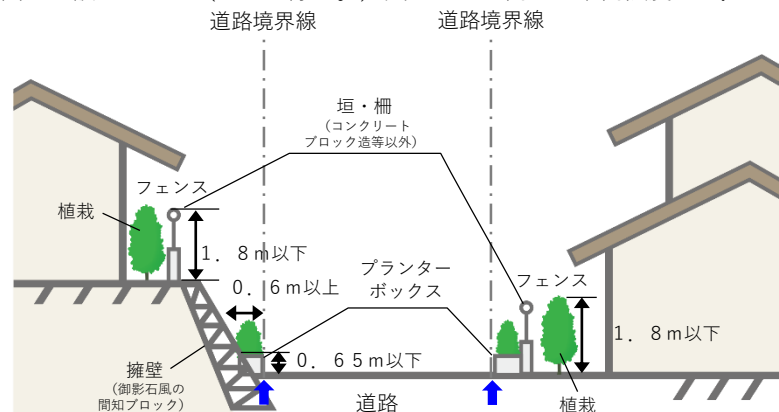 道路境界線
道路境界線
垣・柵
(コンクリート
ブロック造等以外)
フェンス
植栽
1．8m以下
0．6m以上
プランター
ボックス
フェンス
1．8m以下
0．65m以下
擁壁
(御影石風の
間知ブロック)
道路
植栽